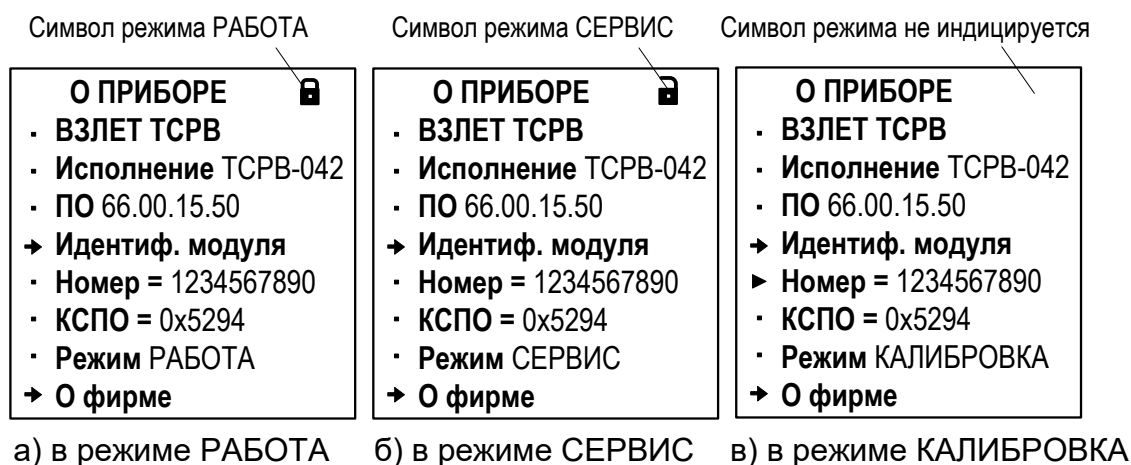 Символ режима РАБОТА
О ПРИБОРЕ
ВЗЛЕТ ТСРВ
Исполнение ТСРВ-042
ПО 66.00.15.50
Идентиф. модуля
Номер = 1234567890
КСПО = 0x5294
Режим РАБОТА
О фирме
а) в режиме РАБОТА
Символ режима СЕРВИС
О ПРИБОРЕ
ВЗЛЕТ ТСРВ
Исполнение ТСРВ-042
ПО 66.00.15.50
Идентиф. модуля
Номер = 1234567890
КСПО = 0x5294
Режим СЕРВИС
О фирме
б) в режиме СЕРВИС
Символ режима не индицируется
О ПРИБОРЕ
ВЗЛЕТ ТСРВ
Исполнение ТСРВ-042
ПО 66.00.15.50
Идентиф. модуля
Номер = 1234567890
КСПО = 0x5294
Режим КАЛИБРОВКА
О фирме
в) в режиме КАЛИБРОВКА